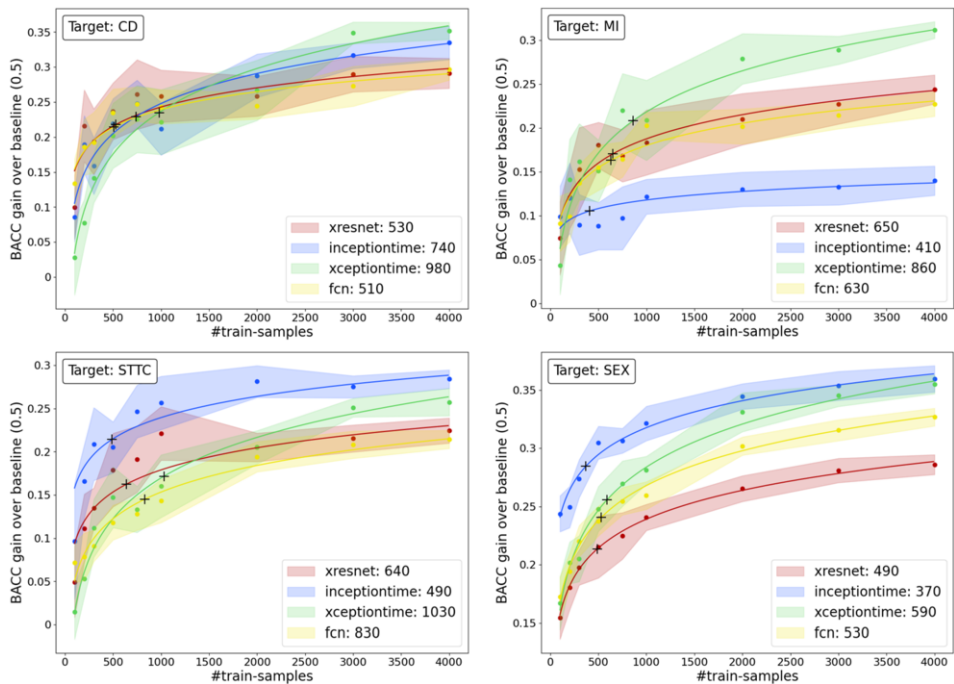 Target: CD
BACC gain over baseline (0.5)
0.35
0.3
0.25
0.2
0.15
0.1
0.05
0
xresnet: 530
inceptiontime: 740
xceptiontime: 980
fcn: 510
0 500 1000 1500 2000 2500 3000 3500 4000
#train-samples
Target: MI
BACC gain over baseline (0.5)
0.3
0.25
0.2
0.15
0.1
0.05
0
xresnet: 650
inceptiontime: 410
xceptiontime: 860
fcn: 630
0 500 1000 1500 2000 2500 3000 3500 4000
#train-samples
Target: STTC
BACC gain over baseline (0.5)
0.3
0.25
0.2
0.15
0.1
0.05
0
xresnet: 640
inceptiontime: 490
xceptiontime: 1030
fcn: 830
0 500 1000 1500 2000 2500 3000 3500 4000
#train-samples
Target: SEX
BACC gain over baseline (0.5)
0.35
0.3
0.25
0.2
0.15
xresnet: 490
inceptiontime: 370
xceptiontime: 590
fcn: 530
0 500 1000 1500 2000 2500 3000 3500 4000
#train-samples